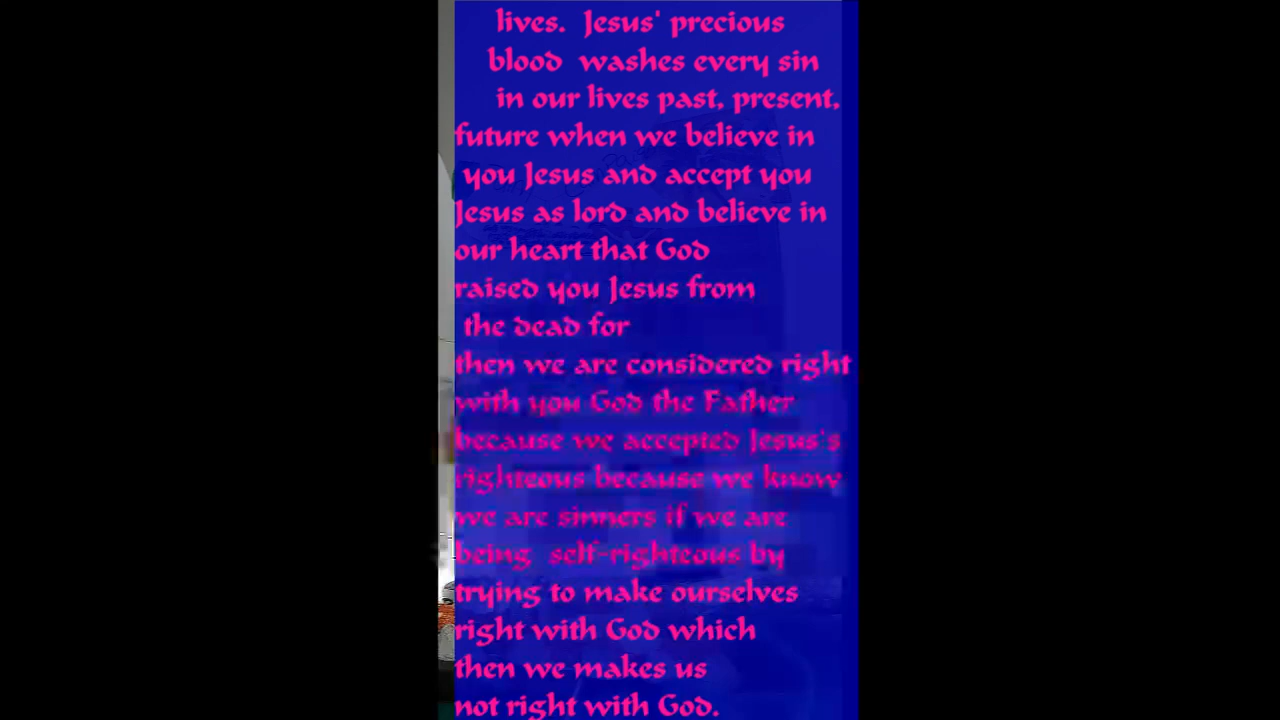 lives. Jesus' precious
blood washes every sin
in our lives past, present,
future when we believe in
you Jesus and accept you
Jesus as lord and believe in
our heart that God
raised you Jesus from
the dead for
then we are considered right
with you God the Father
because we accepted Jesus's
righteous because we know
we are sinners if we are
being self-righteous by
trying to make ourselves
right with God which
then we makes us
not right with God.